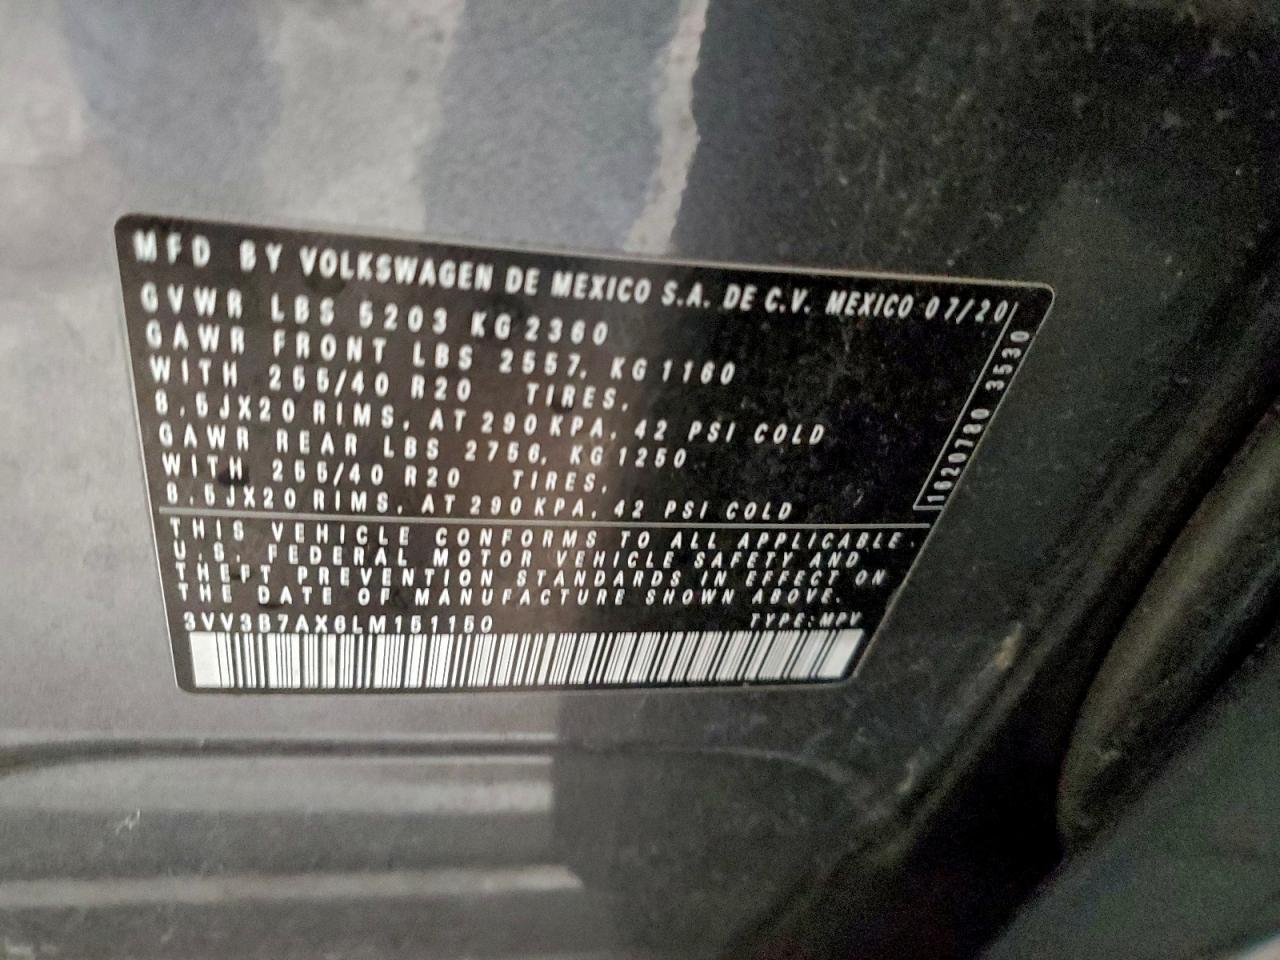 MFD BY VOLKSWAGEN DE MEXICO S.A. DE C.V. MEXICO 07/20
GVWR LBS 5203 KG 2360
GAWR FRONT LBS 2557, KG 1160
WITH 255/40 R20 TIRES,
8.5JX20 RIMS, AT 290 KPA, 42 PSI COLD
GAWR REAR LBS 2756, KG 1250
WITH 255/40 R20 TIRES,
8.5JX20 RIMS, AT 290 KPA, 42 PSI COLD
16207780 3530
THIS VEHICLE CONFORMS TO ALL APPLICABLE
U.S. FEDERAL MOTOR VEHICLE SAFETY AND
THEFT PREVENTION STANDARDS IN EFFECT ON
THE DATE OF MANUFACTURE SHOWN ABOVE.
3VV3B7AX6LM151150 TYPE: MPV